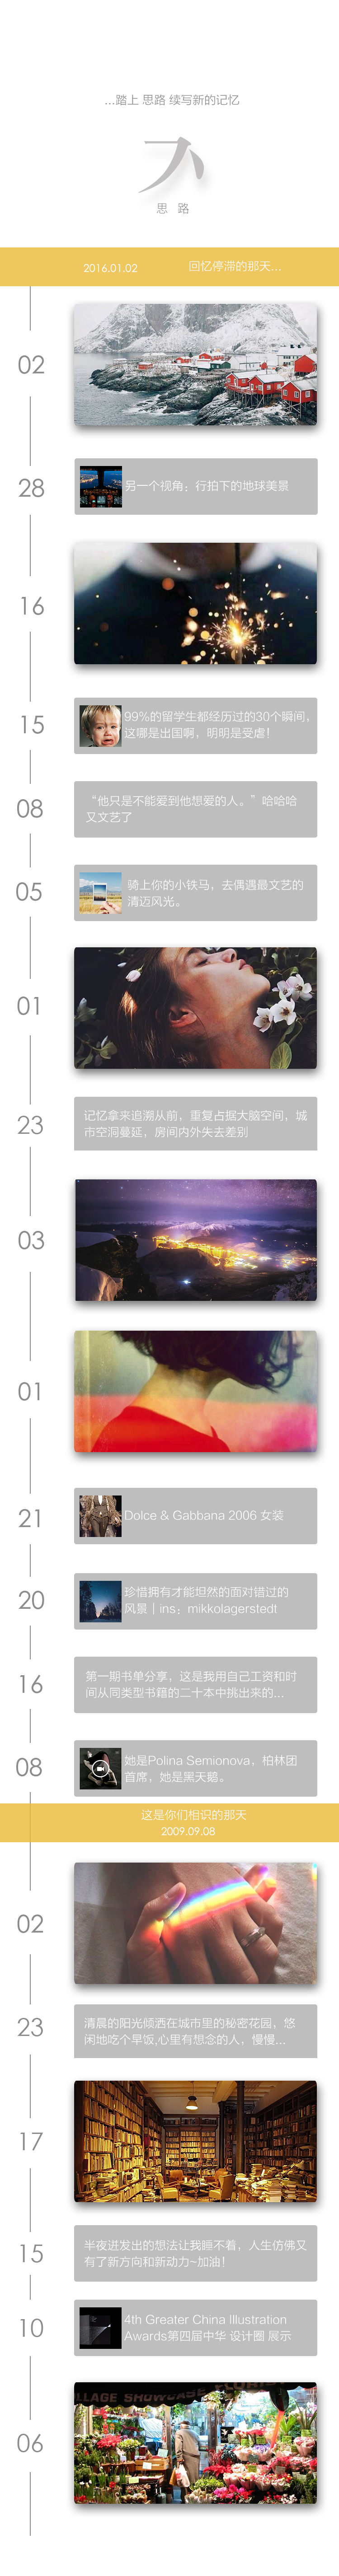 ...踏上 思路 续写新的记忆
思 路
2016.01.02 回忆停滞的那天...
02
28
另一个视角：行拍下的地球美景
16
15
99%的留学生都经历过的30个瞬间，
这哪是出国啊，明明是受虐！
08
“他只是不能爱到他想爱的人。”哈哈哈
又文艺了
05
骑上你的小铁马，去偶遇最文艺的
清迈风光。
01
23
记忆拿来追溯从前，重复占据大脑空间，城
市空洞蔓延，房间内外失去差别
03
01
21
Dolce & Gabbana 2006 女装
20
珍惜拥有才能坦然的面对错过的
风景丨ins：mikkolagerstedt
16
第一期书单分享，这是我用自己工资和时
间从同类型书籍的二十本中挑出来的...
08
她是Polina Semionova，柏林团
首席，她是黑天鹅。
这是你们相识的那天
2009.09.08
02
23
清晨的阳光倾洒在城市里的秘密花园，悠
闲地吃个早饭,心里有想念的人，慢慢...
17
15
半夜迸发出的想法让我睡不着，人生仿佛又
有了新方向和新动力~加油！
10
4th Greater China Illustration
Awards第四届中华 设计圈 展示
06
LLAGE SHOWCASE